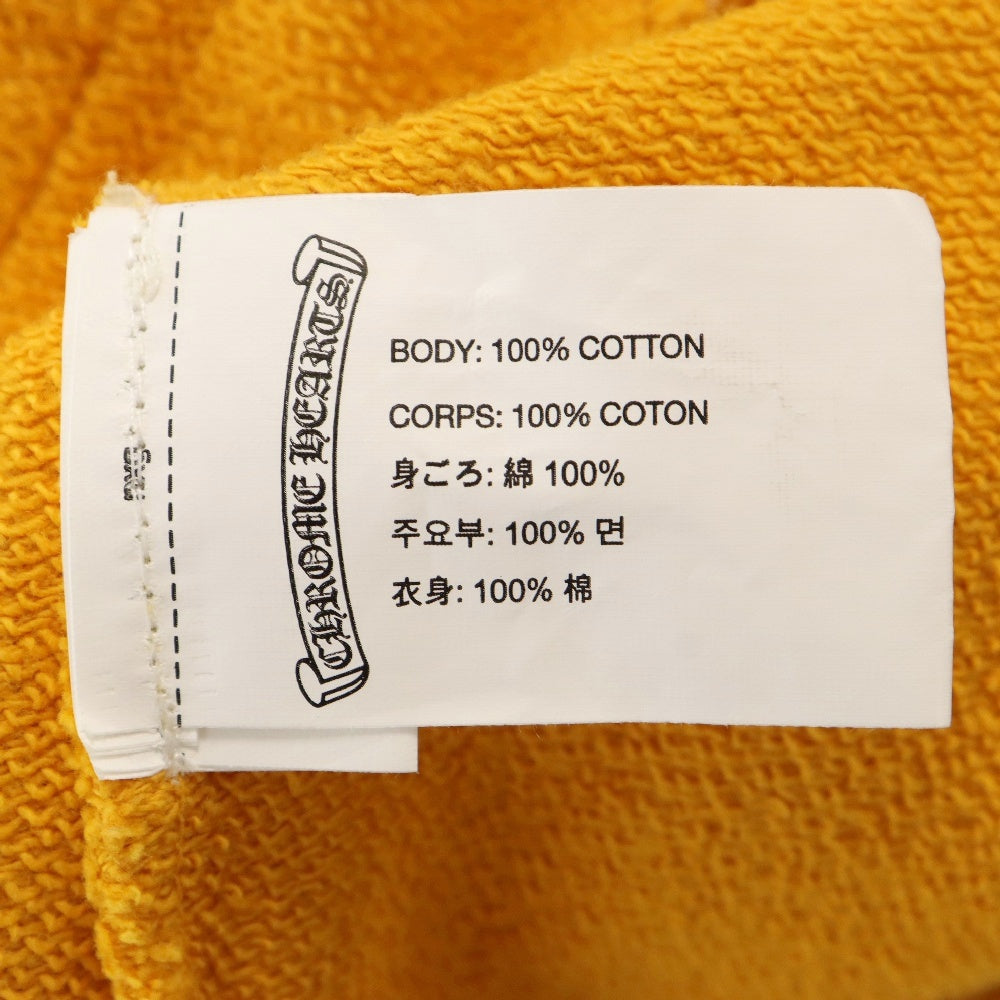 CHROME HEARTS
BODY: 100% COTTON
CORPS: 100% COTON
身ごろ: 綿 100%
주요부: 100% 면
衣身: 100% 棉